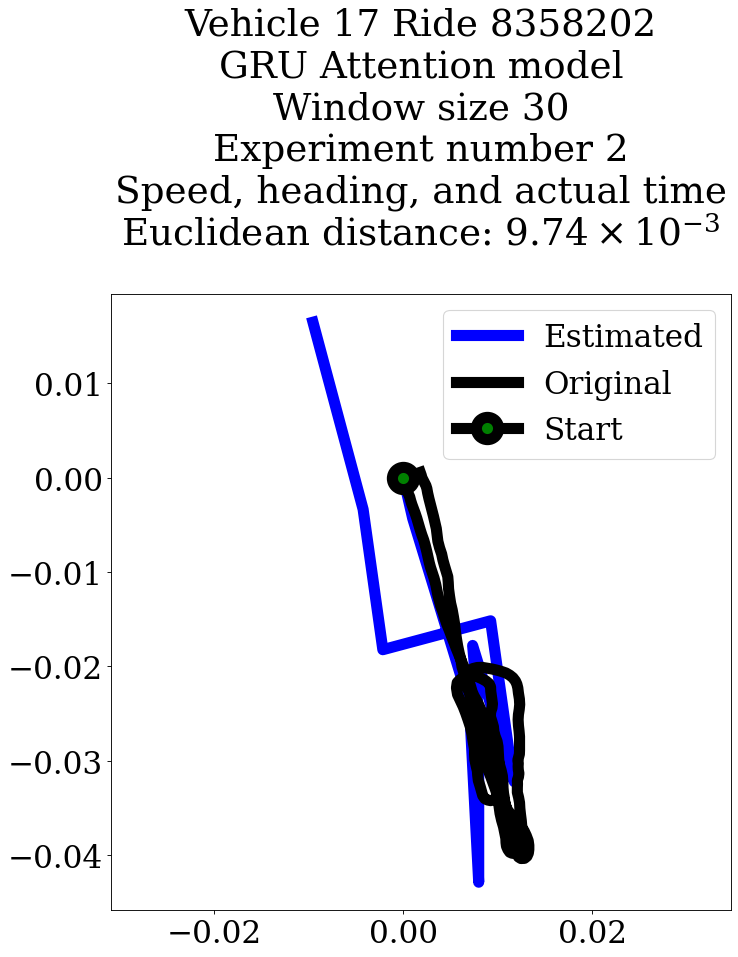 Vehicle 17 Ride 8358202
GRU Attention model
Window size 30
Experiment number 2
Speed, heading, and actual time
Euclidean distance: 9.74 × 10⁻³
Estimated
Original
Start
0.01
0.00
−0.01
−0.02
−0.03
−0.04
−0.02 0.00 0.02